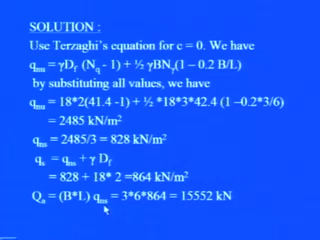 SOLUTION :
Use Terzaghi's equation for c = 0. We have
qnu = γDf (Nq - 1) + ½ γBNγ(1 – 0.2 B/L)
by substituting all values, we have
qnu = 18*2(41.4 -1) + ½ *18*3*42.4 (1 –0.2*3/6)
= 2485 kN/m²
qns = 2485/3 = 828 kN/m²
qs = qns + γ Df
= 828 + 18* 2 =864 kN/m²
Qa = (B*L) qns = 3*6*864 = 15552 kN